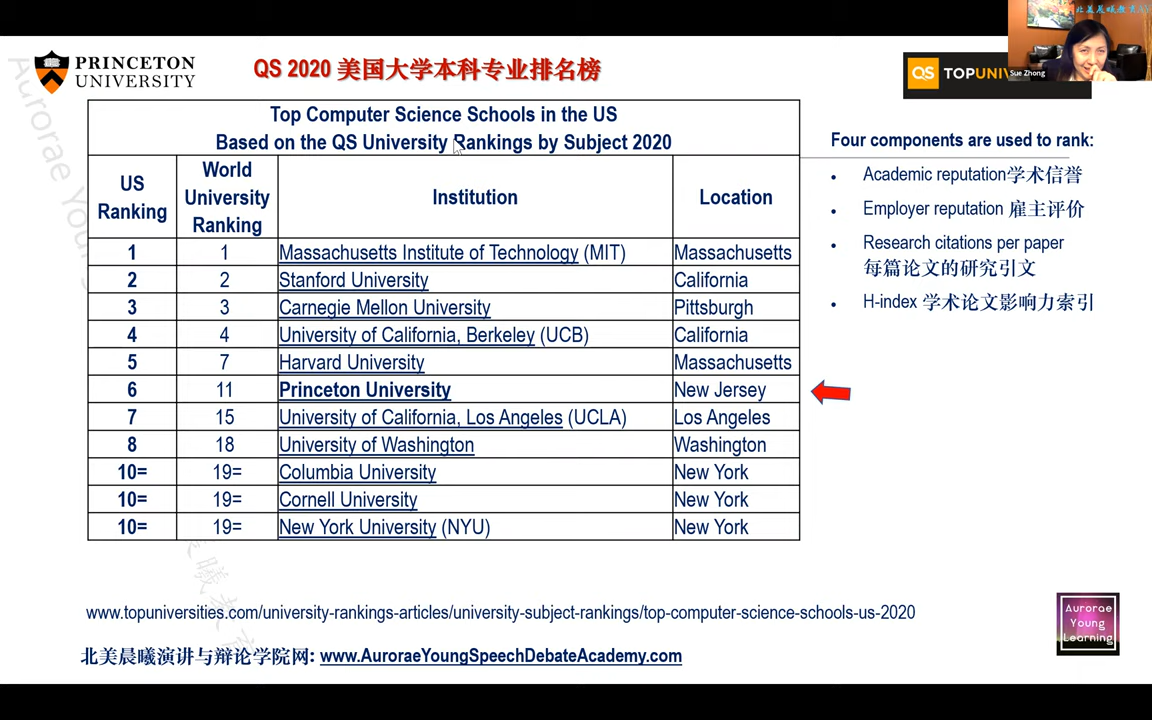 北美晨曦教育
Sue Zhong
PRINCETON
UNIVERSITY
QS 2020 美国大学本科专业排名榜
QS TOPUNIV
Top Computer Science Schools in the US
Based on the QS University Rankings by Subject 2020
US Ranking World University Ranking Institution Location
1 1 Massachusetts Institute of Technology (MIT) Massachusetts
2 2 Stanford University California
3 3 Carnegie Mellon University Pittsburgh
4 4 University of California, Berkeley (UCB) California
5 7 Harvard University Massachusetts
6 11 Princeton University New Jersey
7 15 University of California, Los Angeles (UCLA) Los Angeles
8 18 University of Washington Washington
10= 19= Columbia University New York
10= 19= Cornell University New York
10= 19= New York University (NYU) New York
Four components are used to rank:
• Academic reputation学术信誉
• Employer reputation 雇主评价
• Research citations per paper
每篇论文的研究引文
• H-index 学术论文影响力索引
www.topuniversities.com/university-rankings-articles/university-subject-rankings/top-computer-science-schools-us-2020
北美晨曦演讲与辩论学院网: www.AuroraeYoungSpeechDebateAcademy.com
Aurorae
Young
Learning